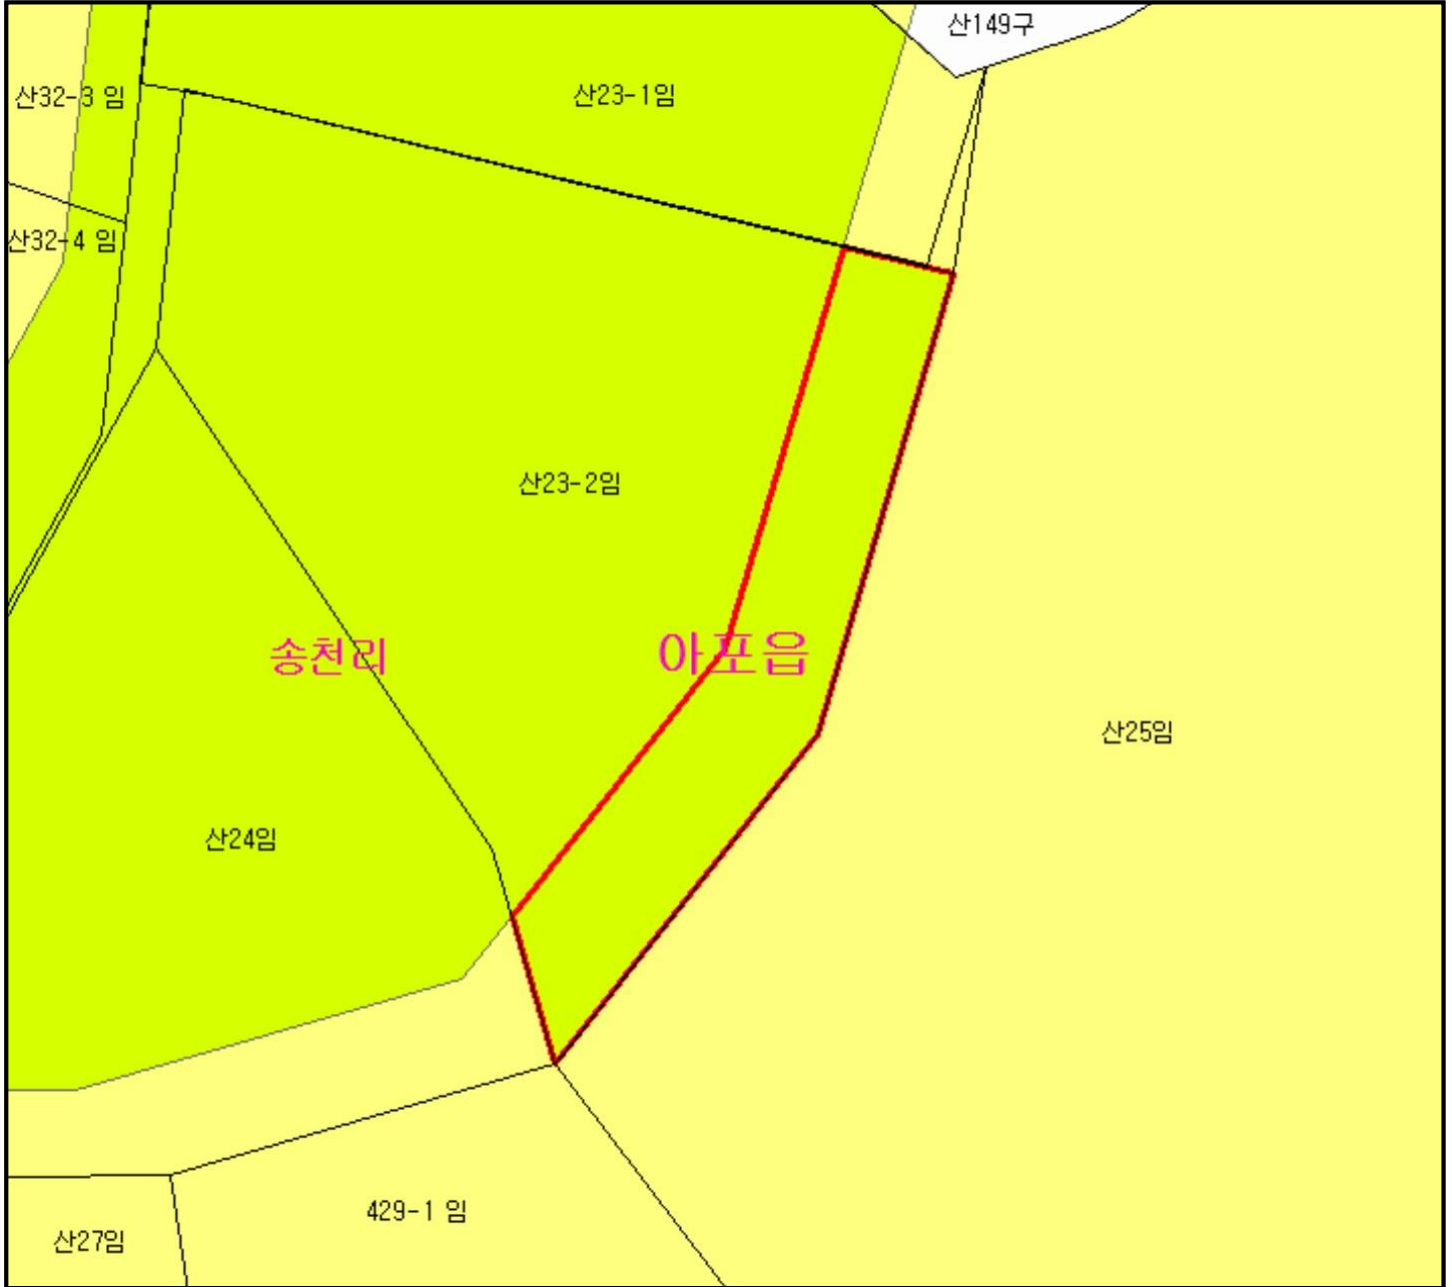 산149구
산32-3 임
산23-1임
산32-4 임
산23-2임
송천리
아포읍
산25임
산24임
429-1 임
산27임